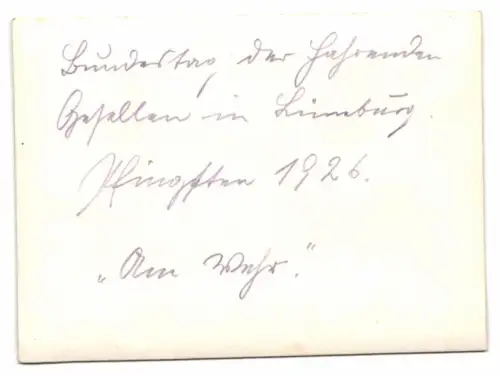 Bundestag der Fahrenden
Gesellen in Lüneburg.
Pfingsten 1926.
„Am Wehr."